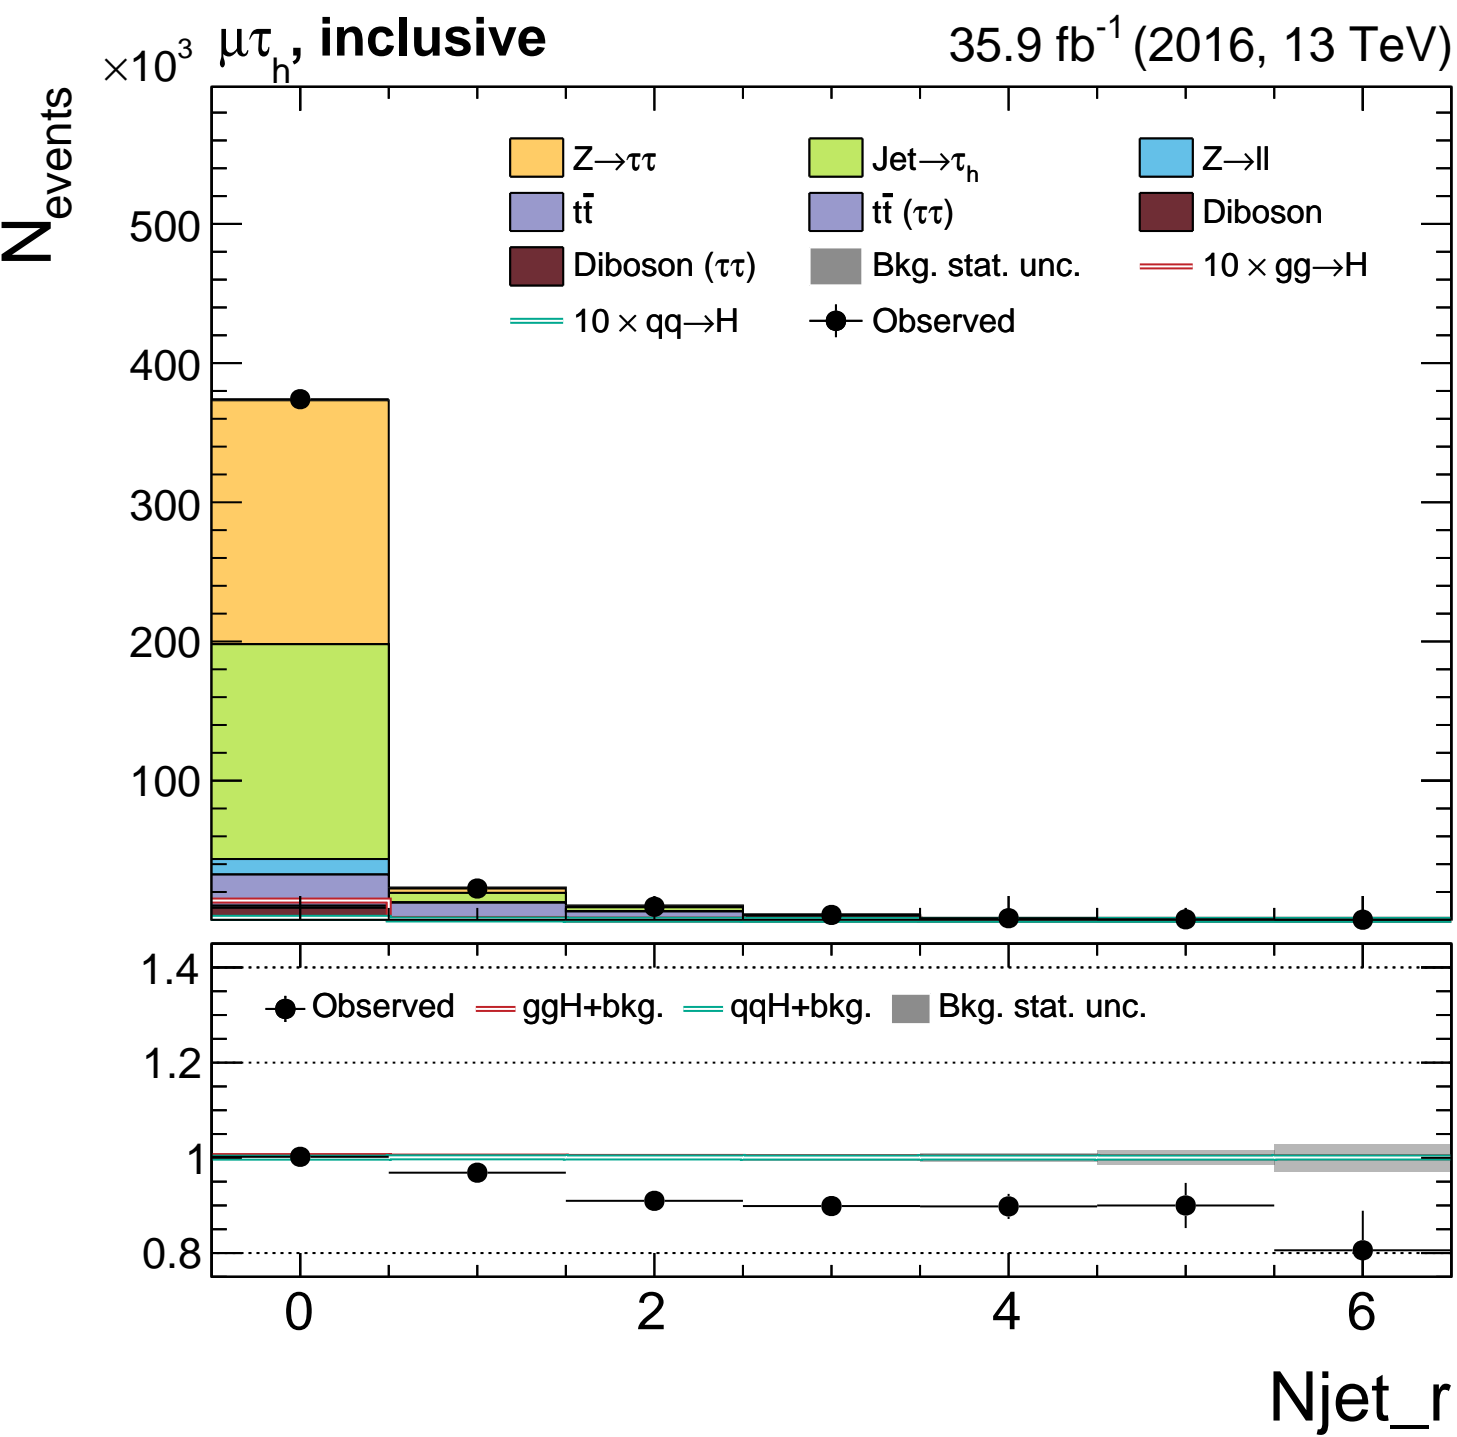 ×10³ μτₕ, inclusive 35.9 fb⁻¹ (2016, 13 TeV)
N_events
Z→ττ Jet→τₕ Z→ll
tt̄ tt̄ (ττ) Diboson
Diboson (ττ) Bkg. stat. unc. 10 × gg→H
10 × qq→H Observed
500
400
300
200
100
1.4
Observed ggH+bkg. qqH+bkg. Bkg. stat. unc.
1.2
1
0.8
0 2 4 6
Njet_r